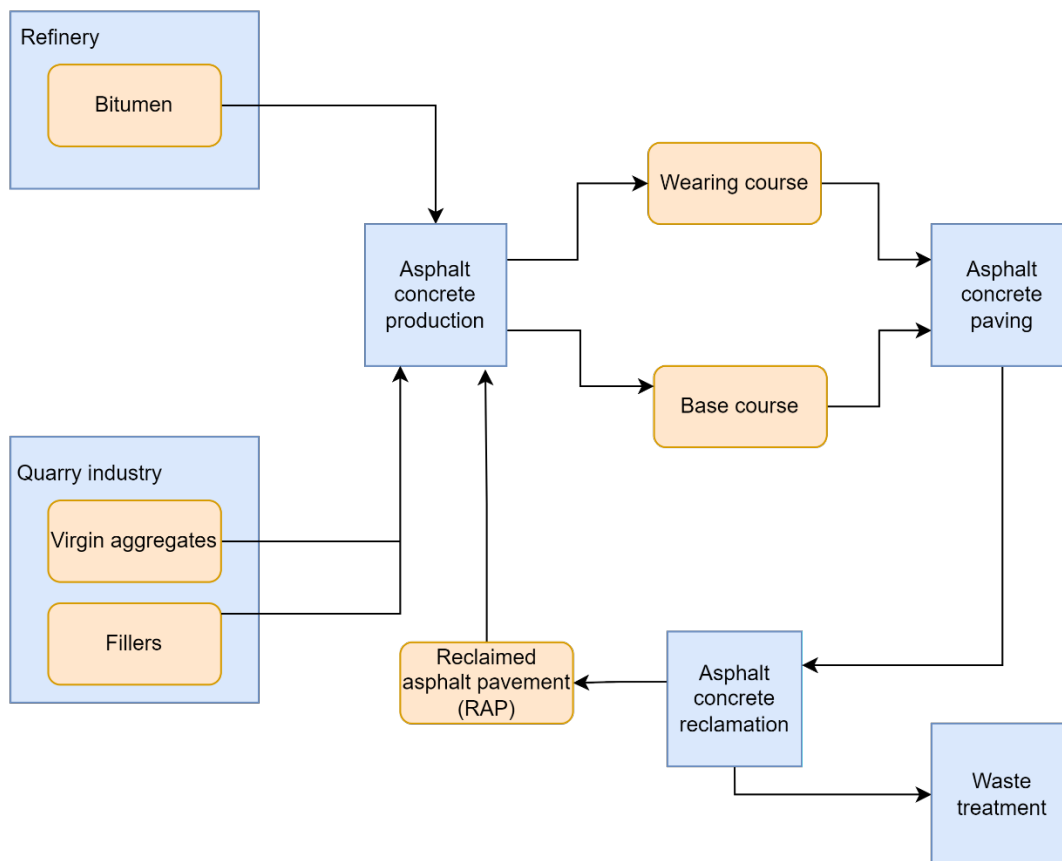 Refinery
Bitumen
Wearing course
Asphalt
concrete
production
Asphalt
concrete
paving
Base course
Quarry industry
Virgin aggregates
Fillers
Reclaimed
asphalt pavement
(RAP)
Asphalt
concrete
reclamation
Waste
treatment